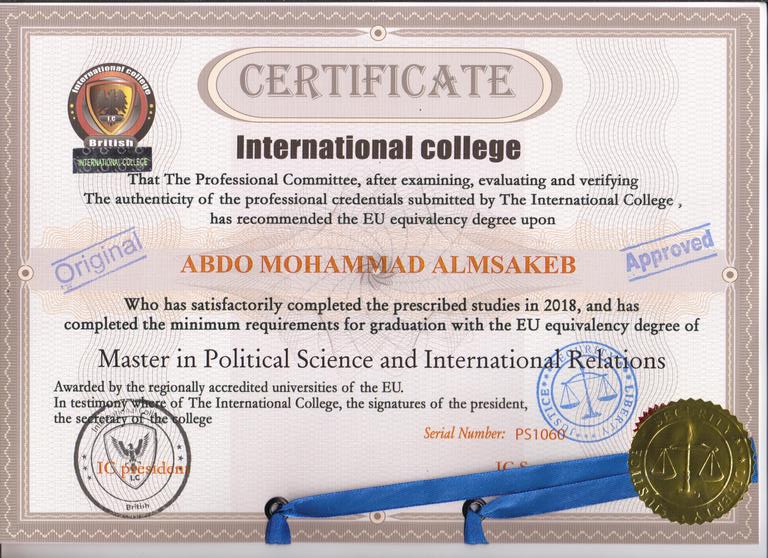 CERTIFICATE
International college
I.C
British
INTERNATIONAL COLLEGE
International college
That The Professional Committee, after examining, evaluating and verifying
The authenticity of the professional credentials submitted by The International College ,
has recommended the EU equivalency degree upon
Original
ABDO MOHAMMAD ALMSAKEB
Approved
Who has satisfactorily completed the prescribed studies in 2018, and has
completed the minimum requirements for graduation with the EU equivalency degree of
Master in Political Science and International Relations
Awarded by the regionally accredited universities of the EU.
In testimony where of The International College, the signatures of the president,
the secretary of the college
Serial Number: PS1060
SECURITY LIBERTY JUSTICE
International College
I.C
British
IC president
IC S
SECURITY
JUSTICE